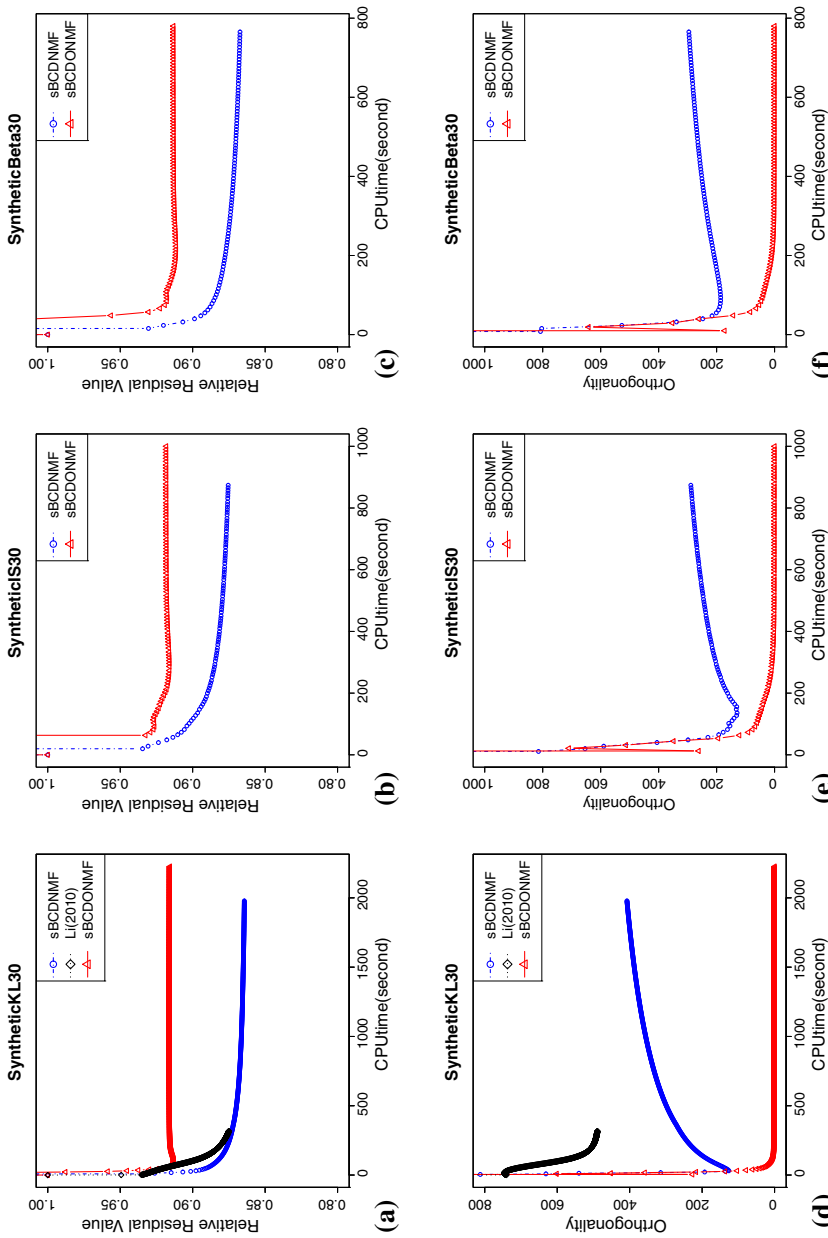 SyntheticKL30
sBCDNMF
Li(2010)
sBCDONMF
Relative Residual Value
1.00
0.95
0.90
0.85
0.80
0 500 1000 1500 2000
CPUtime(second)
(a)
SyntheticIS30
sBCDNMF
sBCDONMF
Relative Residual Value
1.00
0.95
0.90
0.85
0.80
0 200 400 600 800 1000
CPUtime(second)
(b)
SyntheticBeta30
sBCDNMF
sBCDONMF
Relative Residual Value
1.00
0.95
0.90
0.85
0.80
0 200 400 600 800
CPUtime(second)
(c)
SyntheticKL30
sBCDNMF
Li(2010)
sBCDONMF
Orthogonality
800
600
400
200
0
0 500 1000 1500 2000
CPUtime(second)
(d)
SyntheticIS30
sBCDNMF
sBCDONMF
Orthogonality
1000
800
600
400
200
0
0 200 400 600 800 1000
CPUtime(second)
(e)
SyntheticBeta30
sBCDNMF
sBCDONMF
Orthogonality
1000
800
600
400
200
0
0 200 400 600 800
CPUtime(second)
(f)